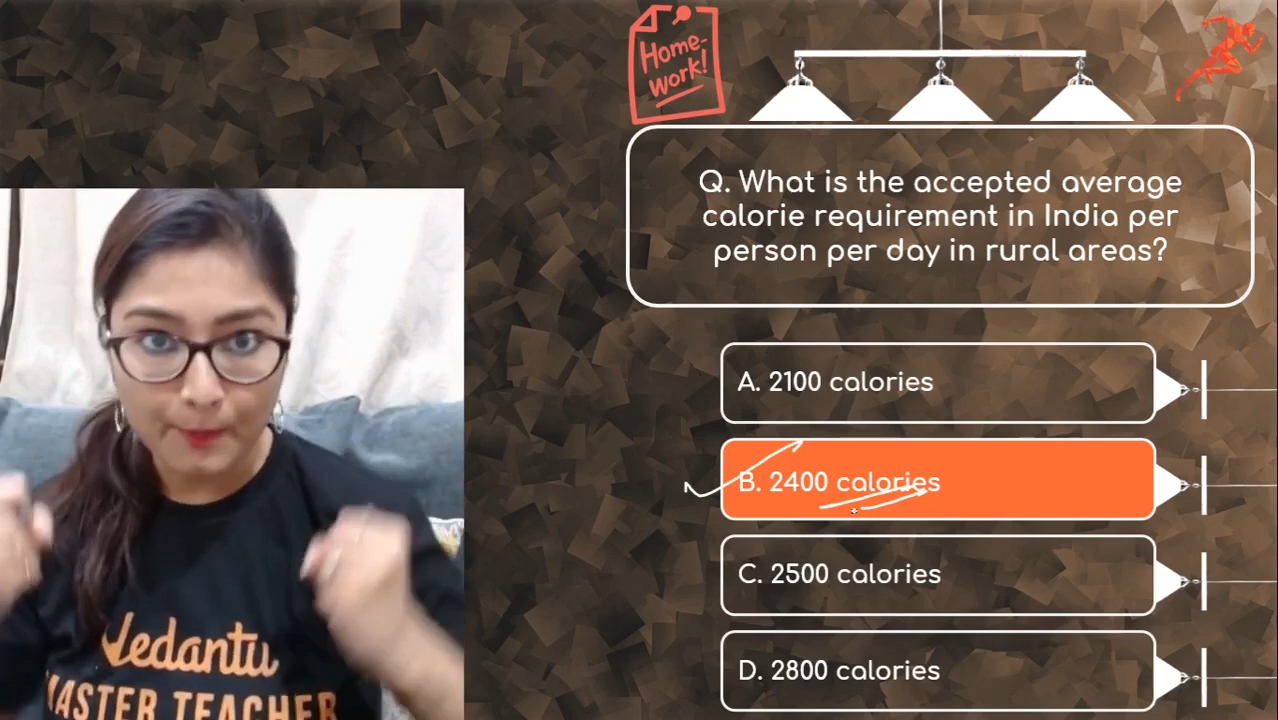 Home-
work!
Q. What is the accepted average
calorie requirement in India per
person per day in rural areas?
A. 2100 calories
B. 2400 calories
C. 2500 calories
D. 2800 calories
Vedantu
MASTER TEACHER